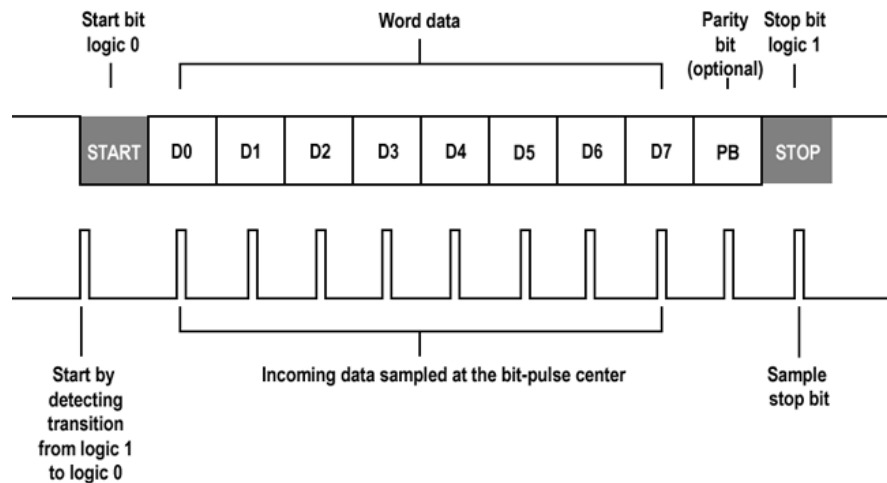 Start bit
logic 0
Word data
Parity
bit
(optional)
Stop bit
logic 1
START D0 D1 D2 D3 D4 D5 D6 D7 PB STOP
Start by
detecting
transition
from logic 1
to logic 0
Incoming data sampled at the bit-pulse center
Sample
stop bit